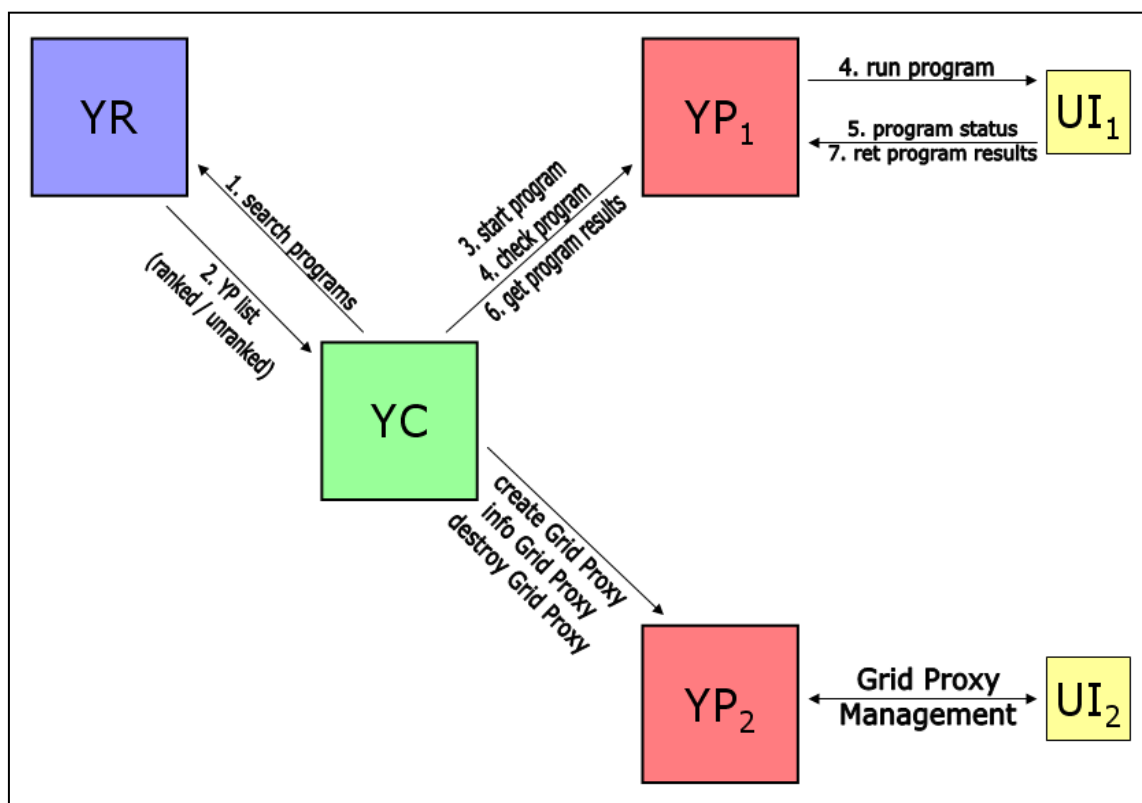 YR
YP₁
4. run program
UI₁
5. program status
7. ret program results
1. search programs
2. YP list
(ranked / unranked)
3. start program
4. check program
6. get program results
YC
create Grid Proxy
info Grid Proxy
destroy Grid Proxy
YP₂
Grid Proxy
Management
UI₂